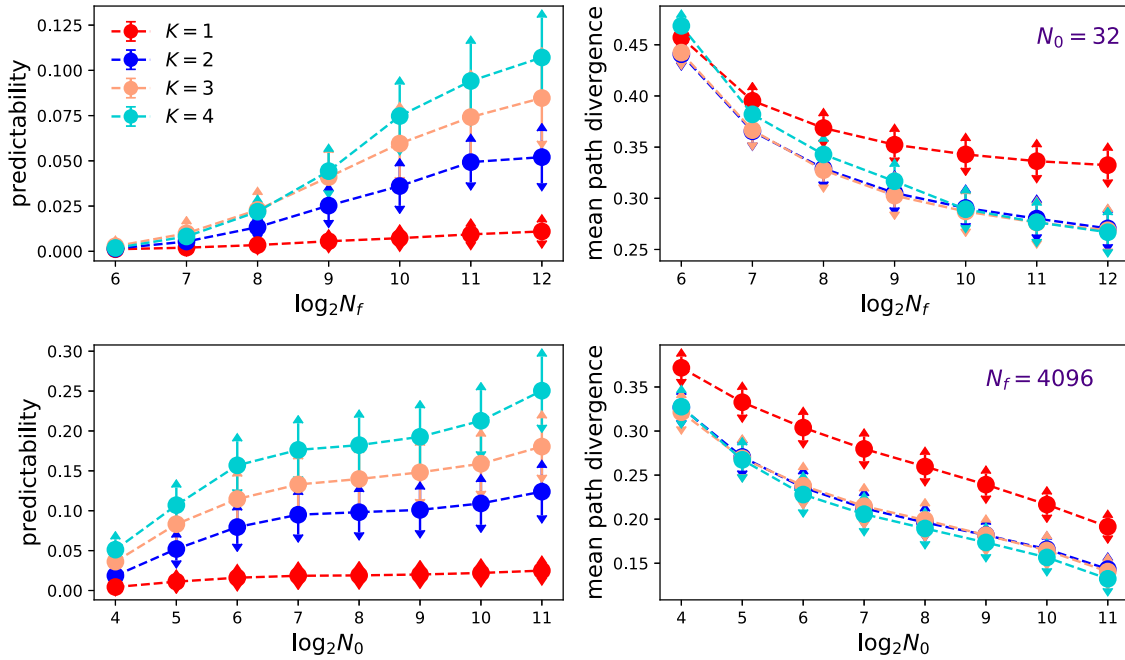 predictability
0.125
0.100
0.075
0.050
0.025
0.000
K = 1
K = 2
K = 3
K = 4
6 7 8 9 10 11 12
log₂N_f
mean path divergence
0.45
0.40
0.35
0.30
0.25
N₀ = 32
6 7 8 9 10 11 12
log₂N_f
predictability
0.30
0.25
0.20
0.15
0.10
0.05
0.00
4 5 6 7 8 9 10 11
log₂N₀
mean path divergence
0.35
0.30
0.25
0.20
0.15
N_f = 4096
4 5 6 7 8 9 10 11
log₂N₀